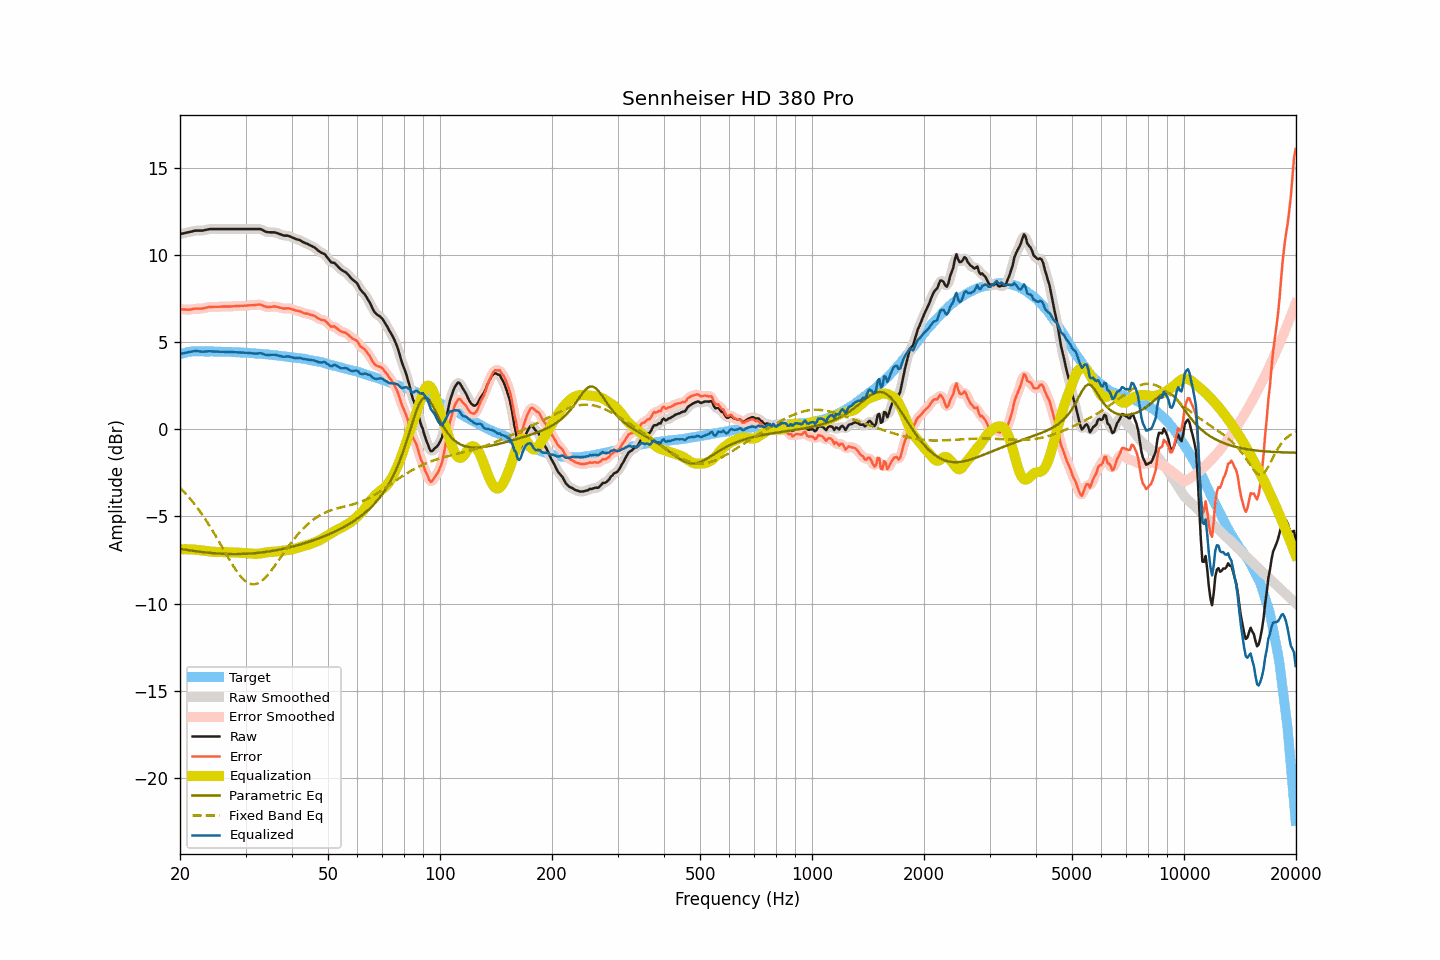 Sennheiser HD 380 Pro
15
10
5
0
−5
−10
−15
−20
Amplitude (dBr)
Target
Raw Smoothed
Error Smoothed
Raw
Error
Equalization
Parametric Eq
Fixed Band Eq
Equalized
20 50 100 200 500 1000 2000 5000 10000 20000
Frequency (Hz)